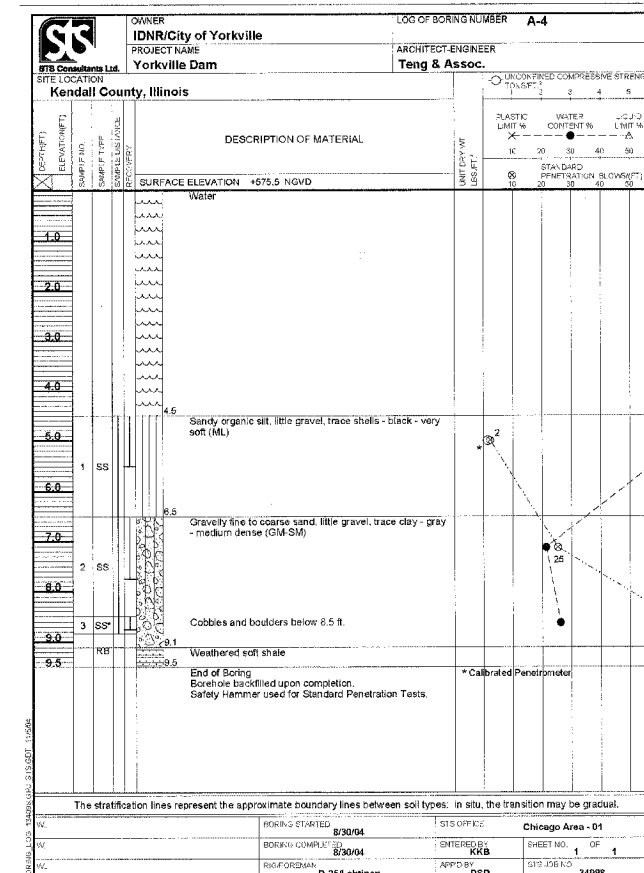 OWNER
IDNR/City of Yorkville
LOG OF BORING NUMBER A-4
STS
STS Consultants Ltd.
PROJECT NAME
Yorkville Dam
ARCHITECT-ENGINEER
Teng & Assoc.
SITE LOCATION
Kendall County, Illinois
UNCONFINED COMPRESSIVE STRENG
TONS/FT.²
1 2 3 4 5
DEPTH(FT)
ELEVATION(FT)
SAMPLE NO.
SAMPLE TYPE
SAMPLE DISTANCE
RECOVERY
DESCRIPTION OF MATERIAL
UNIT DRY WT
LBS./FT.³
PLASTIC LIMIT %
WATER CONTENT %
LIQUID LIMIT %
10 20 30 40 50
STANDARD
PENETRATION BLOWS/(FT)
10 20 30 40 50
SURFACE ELEVATION +575.5 NGVD
Water
1.0
2.0
3.0
4.0
4.5
Sandy organic silt, little gravel, trace shells - black - very
soft (ML)
5.0
2
*
1 SS
6.0
6.5
Gravelly fine to coarse sand, little gravel, trace clay - gray
- medium dense (GM-SM)
7.0
25
2 SS
8.0
3 SS*
Cobbles and boulders below 8.5 ft.
9.0
9.1
RB
Weathered soft shale
9.5
9.5
End of Boring
* Calibrated Penetrometer
Borehole backfilled upon completion.
Safety Hammer used for Standard Penetration Tests.
The stratification lines represent the approximate boundary lines between soil types: in situ, the transition may be gradual.
BORING STARTED
8/30/04
STS OFFICE
Chicago Area - 01
BORING COMPLETED
8/30/04
ENTERED BY
KKB
SHEET NO. 1 OF 1
RIG/FOREMAN
APP'D BY
STS JOB NO.